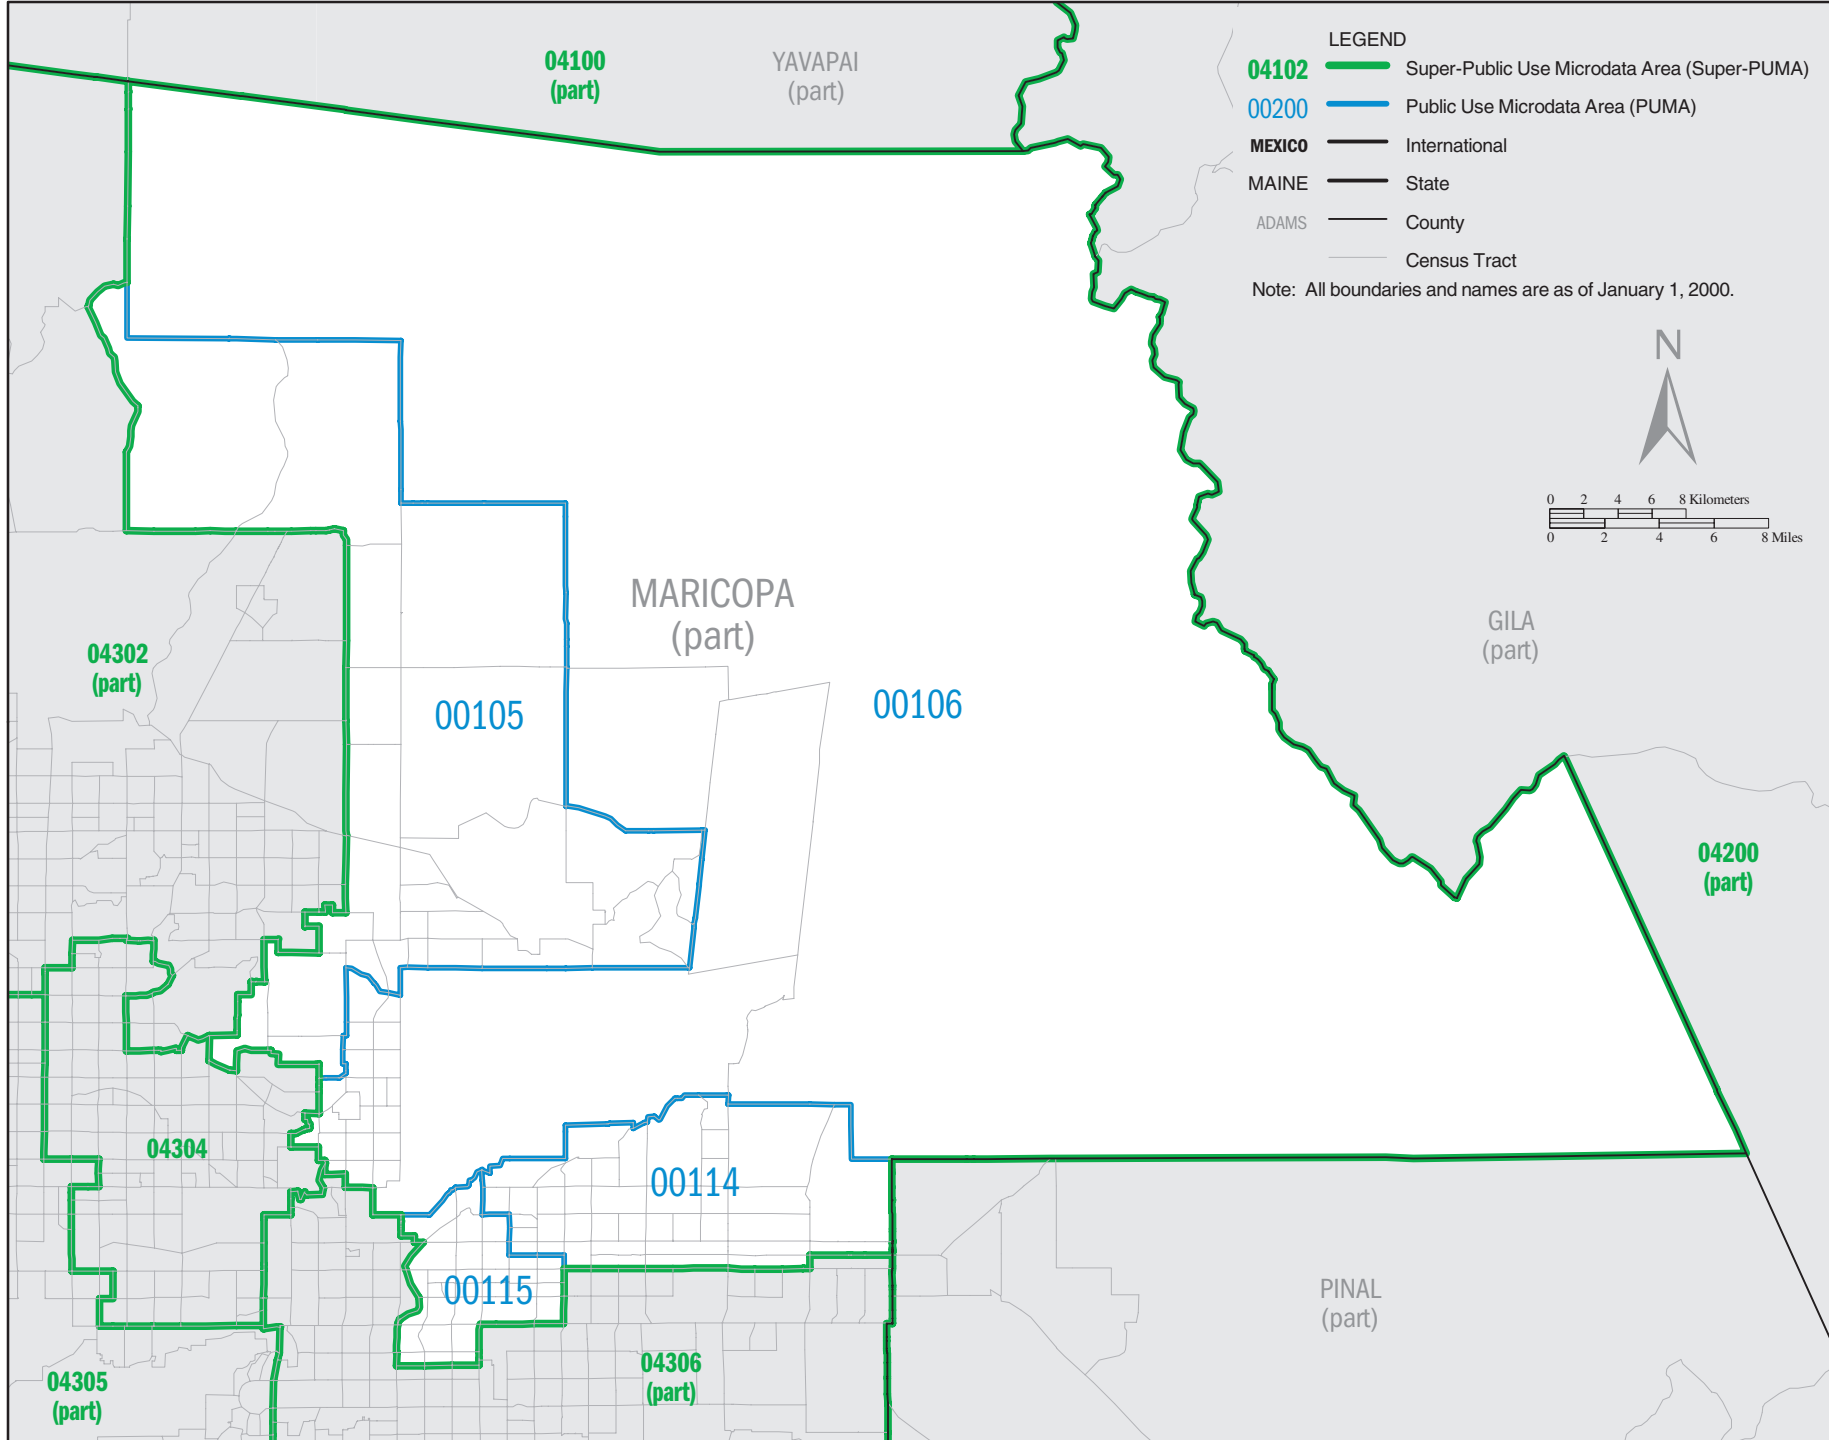 LEGEND
04102 Super-Public Use Microdata Area (Super-PUMA)
00200 Public Use Microdata Area (PUMA)
MEXICO International
MAINE State
ADAMS County
Census Tract
Note: All boundaries and names are as of January 1, 2000.
04100
(part)
YAVAPAI
(part)
N
0 2 4 6 8 Kilometers
0 2 4 6 8 Miles
MARICOPA
(part)
GILA
(part)
04302
(part)
00105
00106
04200
(part)
04304
00114
00115
PINAL
(part)
04306
(part)
04305
(part)